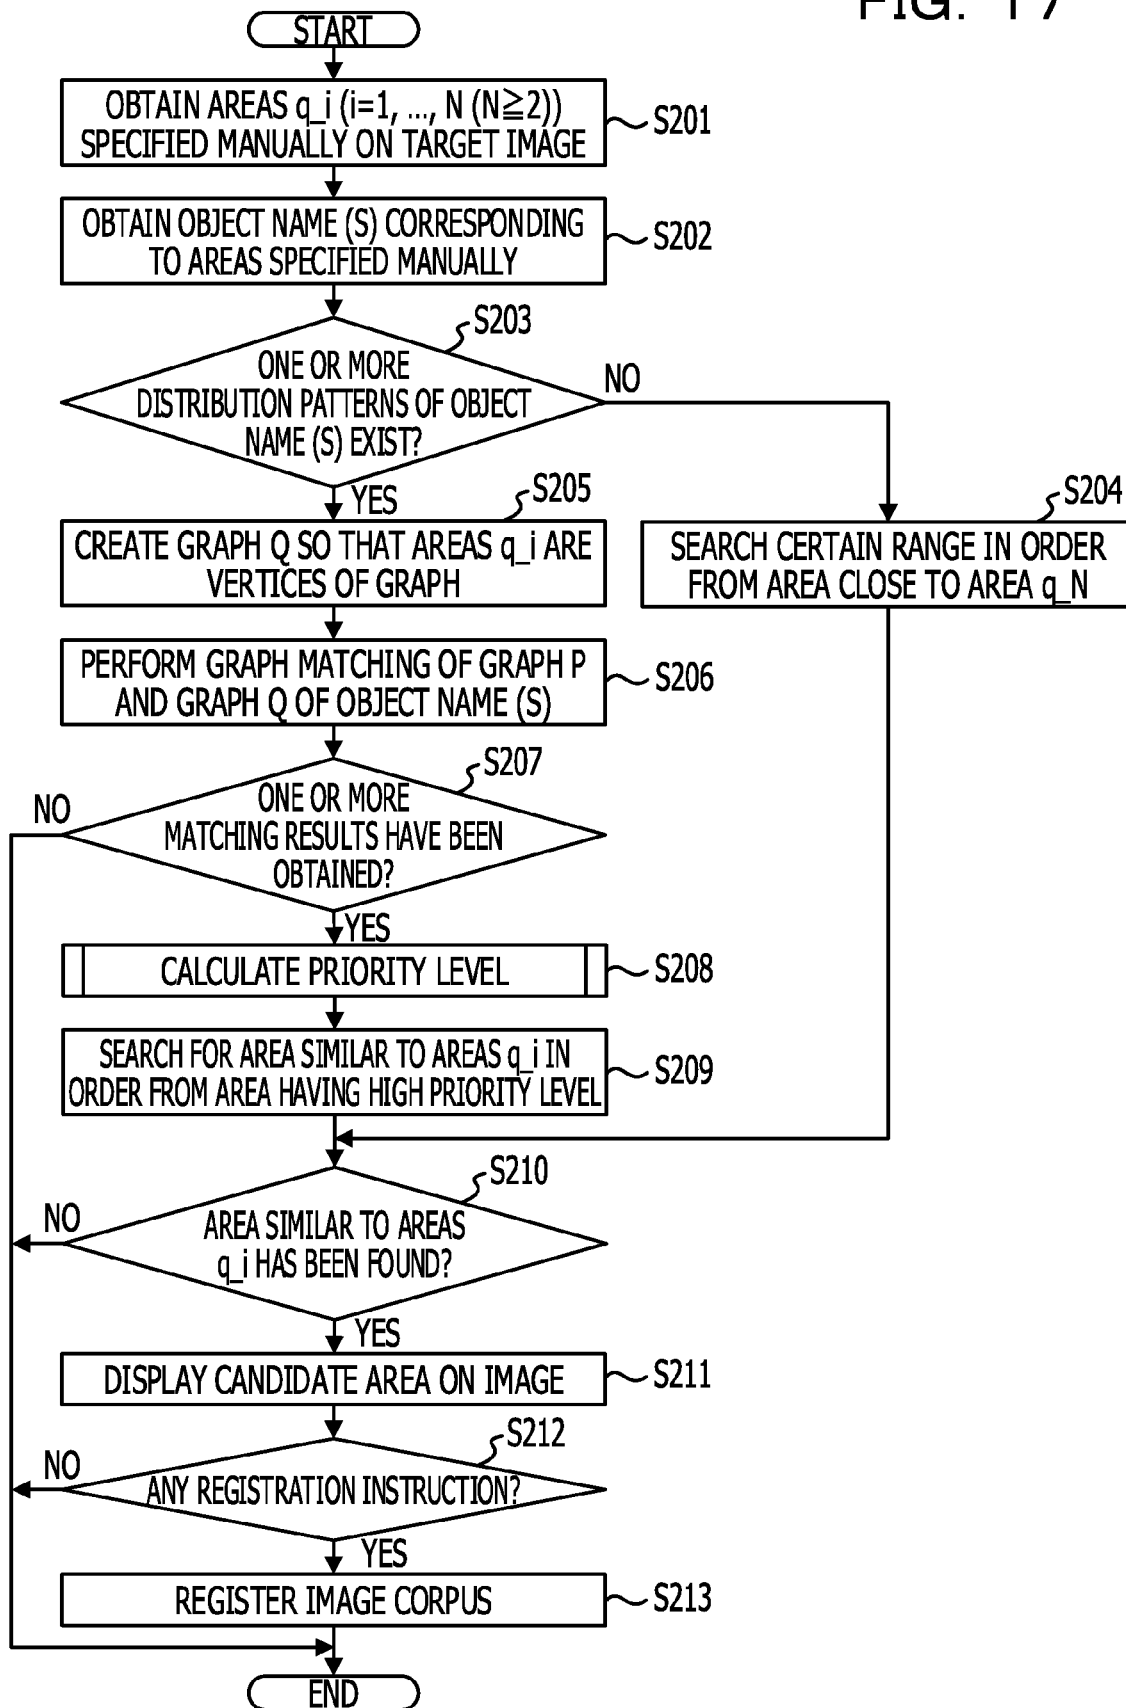 FIG. 17
START
OBTAIN AREAS q_i (i=1, ..., N (N≧2))
SPECIFIED MANUALLY ON TARGET IMAGE
S201
OBTAIN OBJECT NAME (S) CORRESPONDING
TO AREAS SPECIFIED MANUALLY
S202
S203
ONE OR MORE
DISTRIBUTION PATTERNS OF OBJECT
NAME (S) EXIST?
NO
YES
S205
CREATE GRAPH Q SO THAT AREAS q_i ARE
VERTICES OF GRAPH
S204
SEARCH CERTAIN RANGE IN ORDER
FROM AREA CLOSE TO AREA q_N
PERFORM GRAPH MATCHING OF GRAPH P
AND GRAPH Q OF OBJECT NAME (S)
S206
S207
ONE OR MORE
MATCHING RESULTS HAVE BEEN
OBTAINED?
NO
YES
CALCULATE PRIORITY LEVEL
S208
SEARCH FOR AREA SIMILAR TO AREAS q_i IN
ORDER FROM AREA HAVING HIGH PRIORITY LEVEL
S209
S210
AREA SIMILAR TO AREAS
q_i HAS BEEN FOUND?
NO
YES
DISPLAY CANDIDATE AREA ON IMAGE
S211
S212
ANY REGISTRATION INSTRUCTION?
NO
YES
REGISTER IMAGE CORPUS
S213
END